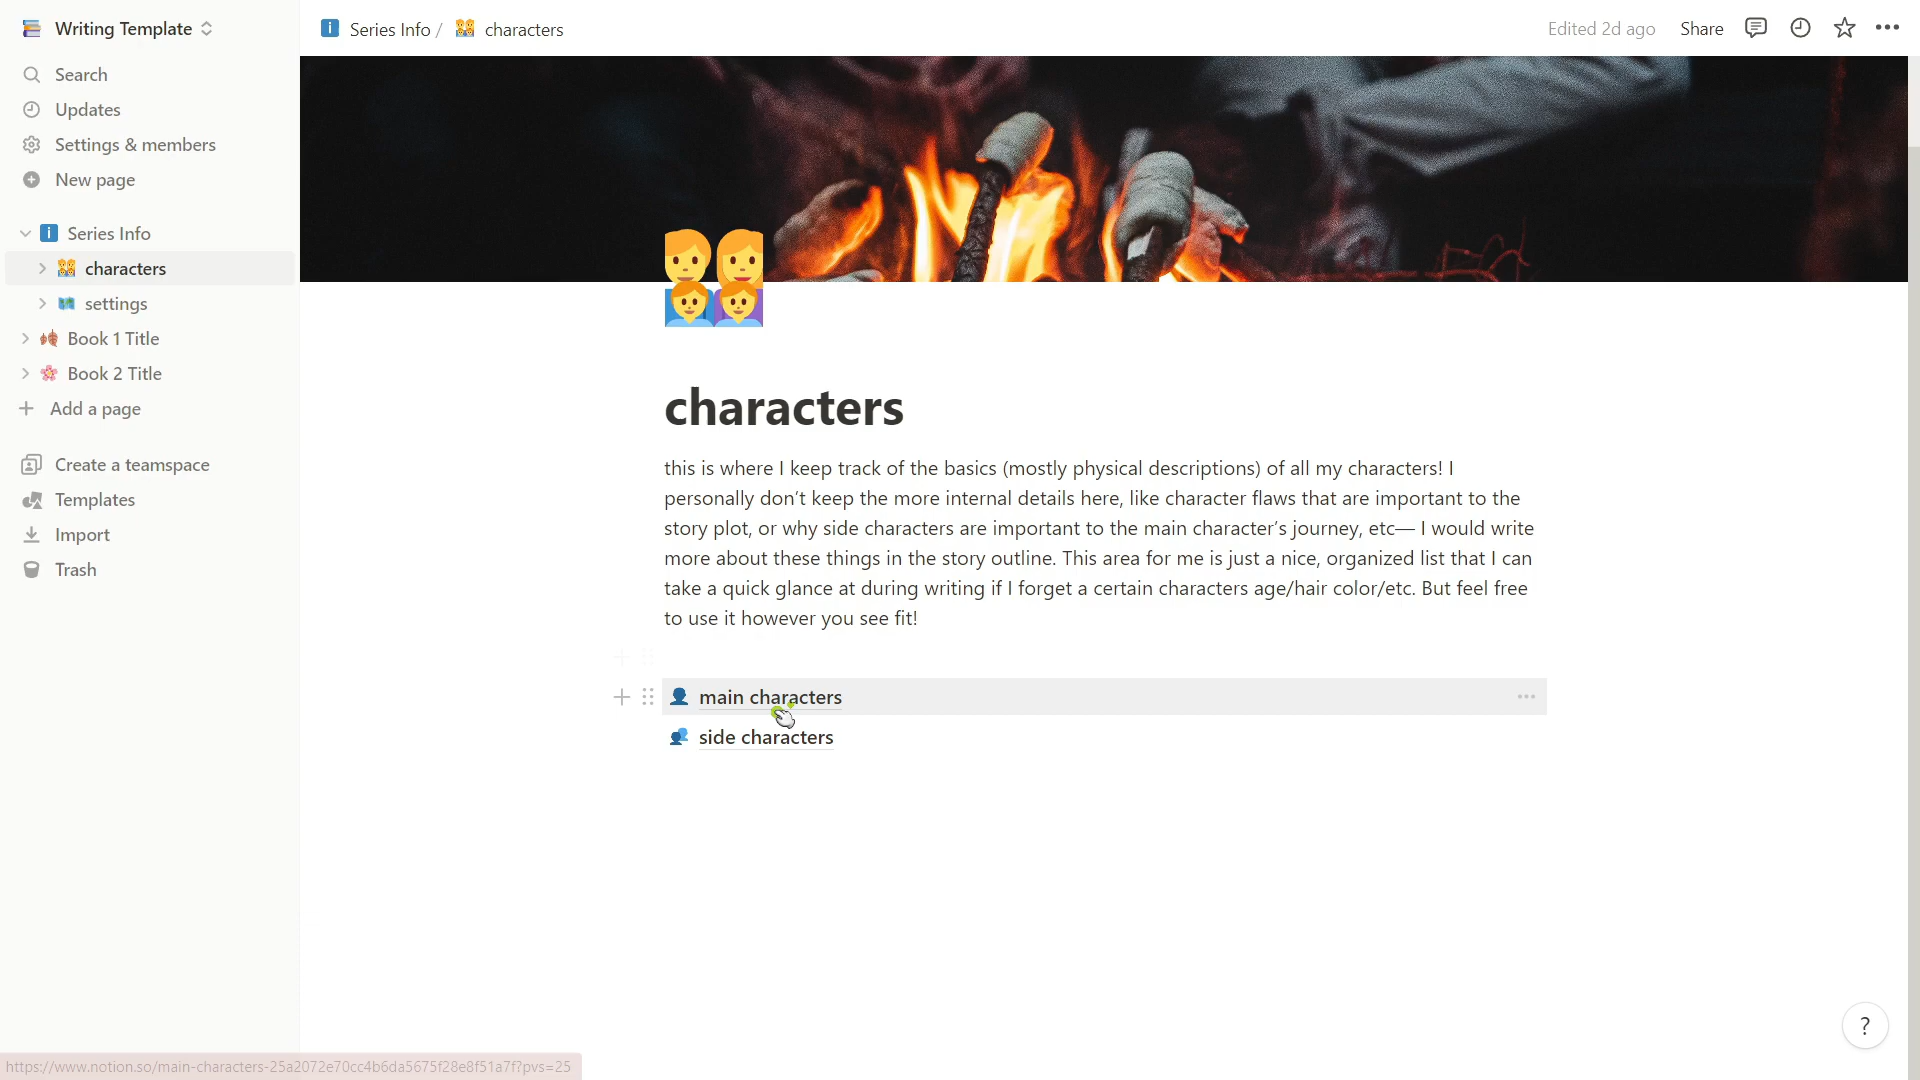 Writing Template
Search
Updates
Settings & members
New page
Series Info
characters
settings
Book 1 Title
Book 2 Title
Add a page
Create a teamspace
Templates
Import
Trash
Series Info / characters
Edited 2d ago
Share
characters
this is where I keep track of the basics (mostly physical descriptions) of all my characters! I
personally don't keep the more internal details here, like character flaws that are important to the
story plot, or why side characters are important to the main character's journey, etc— I would write
more about these things in the story outline. This area for me is just a nice, organized list that I can
take a quick glance at during writing if I forget a certain characters age/hair color/etc. But feel free
to use it however you see fit!
main characters
side characters
?
https://www.notion.so/main-characters-25a2072e70cc4b6da5675f28e8f51a7f?pvs=25